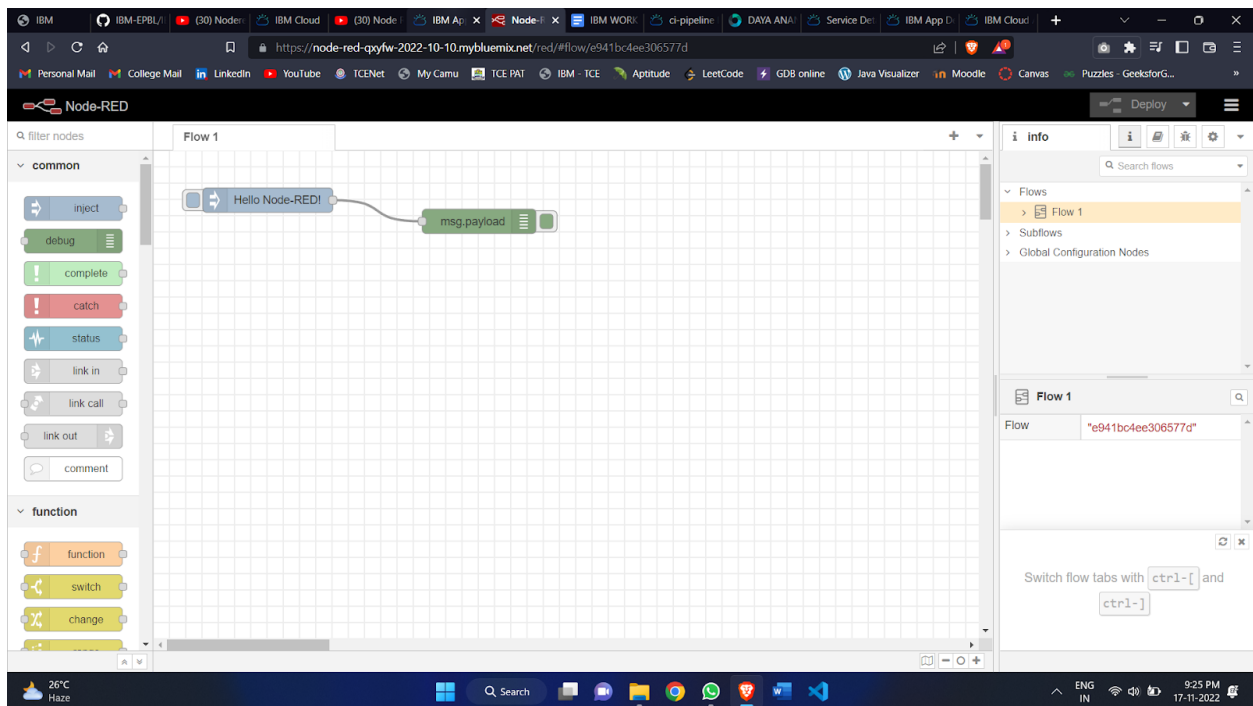 IBM
IBM-EPBL/I
(30) Nodere
IBM Cloud
(30) Node
IBM Ap
Node-R
IBM WORK
ci-pipeline
DAYA ANA
Service Det
IBM App D
IBM Cloud
https://node-red-qxyfw-2022-10-10.mybluemix.net/red/#flow/e941bc4ee306577d
Personal Mail
College Mail
LinkedIn
YouTube
TCENet
My Camu
TCE PAT
IBM - TCE
Aptitude
LeetCode
GDB online
Java Visualizer
Moodle
Canvas
Puzzles - GeeksforG...
»
Node-RED
Deploy
filter nodes
Flow 1
info
common
Search flows
inject
debug
complete
catch
status
link in
link call
link out
comment
function
function
switch
change
Hello Node-RED!
msg.payload
Flows
Flow 1
Subflows
Global Configuration Nodes
Flow 1
Flow
"e941bc4ee306577d"
Switch flow tabs with ctrl-[ and
ctrl-]
26°C
Haze
Search
ENG
IN
9:25 PM
17-11-2022